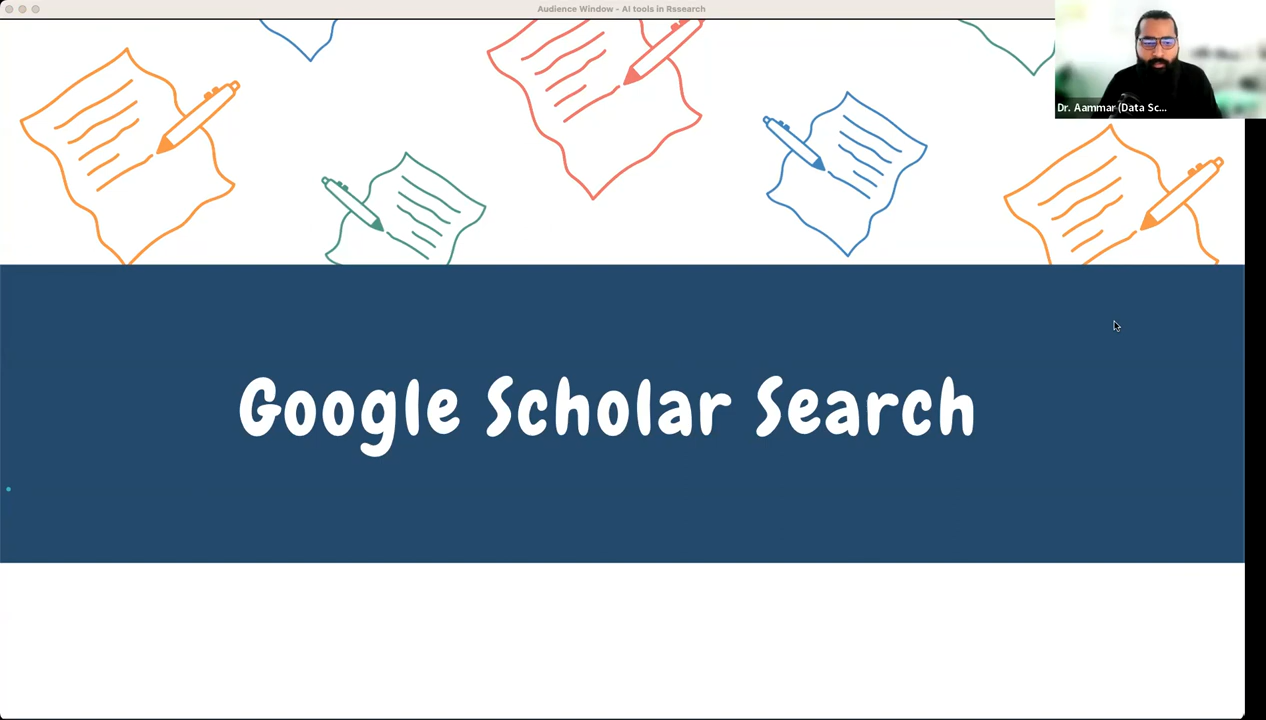 Audience Window - AI tools in Rssearch
Dr. Aammar (Data Sc...
Google Scholar Search